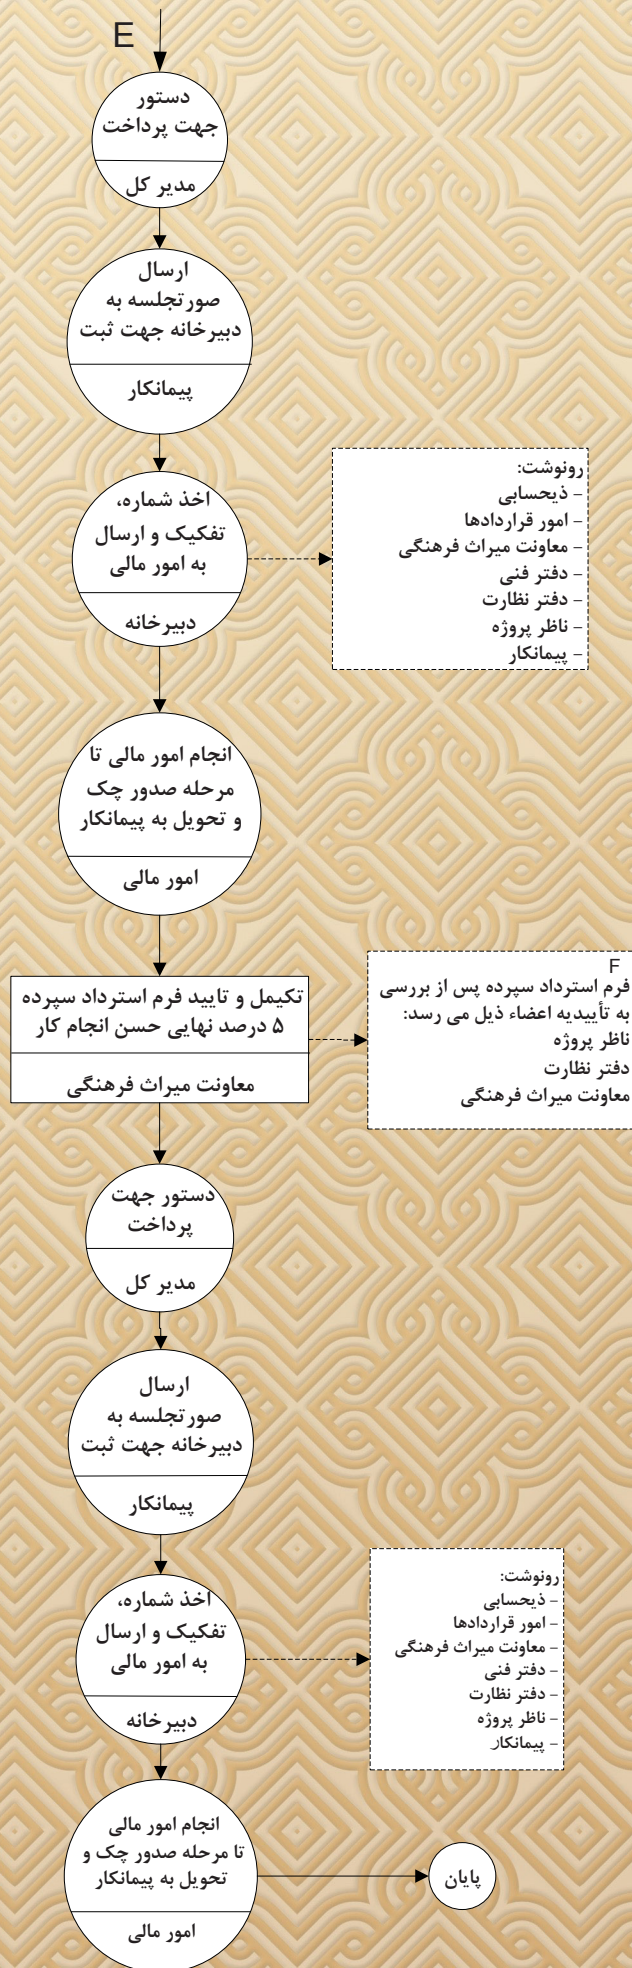 E
دستور
جهت پرداخت
مدیر کل
ارسال
صورتجلسه به
دبیرخانه جهت ثبت
پیمانکار
اخذ شماره،
تفکیک و ارسال
به امور مالی
دبیرخانه
رونوشت:
- ذیحسابی
- امور قراردادها
- معاونت میراث فرهنگی
- دفتر فنی
- دفتر نظارت
- ناظر پروژه
- پیمانکار
انجام امور مالی تا
مرحله صدور چک
و تحویل به پیمانکار
امور مالی
تکیمل و تایید فرم استرداد سپرده
۵ درصد نهایی حسن انجام کار
معاونت میراث فرهنگی
F
فرم استرداد سپرده پس از بررسی
به تأییدیه اعضاء ذیل می رسد:
ناظر پروژه
دفتر نظارت
معاونت میراث فرهنگی
دستور جهت
پرداخت
مدیر کل
ارسال
صورتجلسه به
دبیرخانه جهت ثبت
پیمانکار
اخذ شماره،
تفکیک و ارسال
به امور مالی
دبیرخانه
رونوشت:
- ذیحسابی
- امور قراردادها
- معاونت میراث فرهنگی
- دفتر فنی
- دفتر نظارت
- ناظر پروژه
- پیمانکار
انجام امور مالی
تا مرحله صدور چک و
تحویل به پیمانکار
امور مالی
پایان